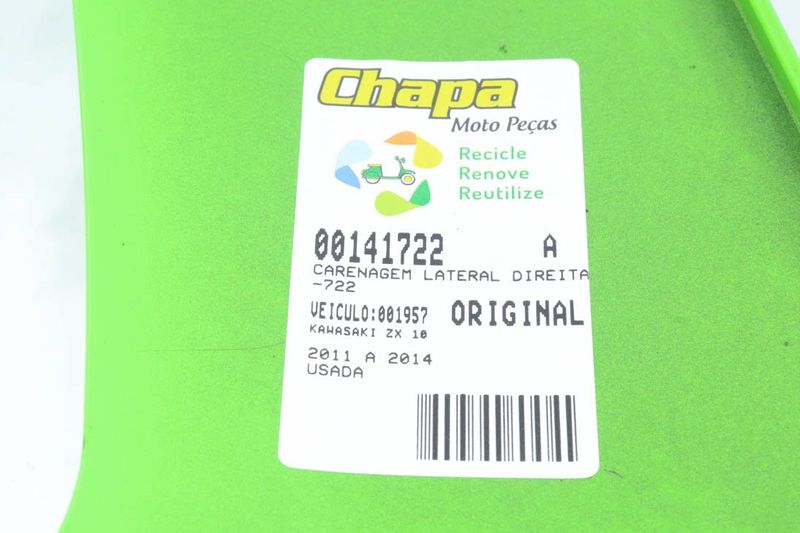 Chapa
Moto Peças
Recicle
Renove
Reutilize
00141722 A
CARENAGEM LATERAL DIREITA
-722
VEICULO:001957 ORIGINAL
KAWASAKI ZX 10
2011 A 2014
USADA